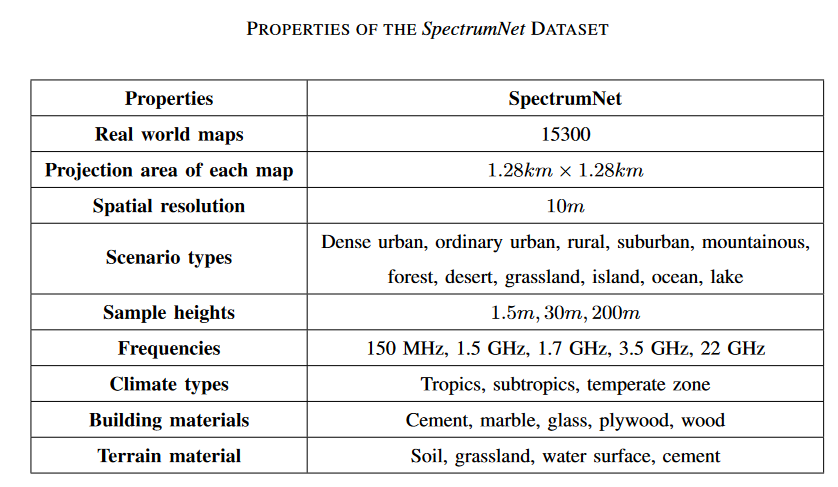 PROPERTIES OF THE SpectrumNet DATASET
Properties SpectrumNet
Real world maps 15300
Projection area of each map 1.28km × 1.28km
Spatial resolution 10m
Scenario types Dense urban, ordinary urban, rural, suburban, mountainous,
forest, desert, grassland, island, ocean, lake
Sample heights 1.5m, 30m, 200m
Frequencies 150 MHz, 1.5 GHz, 1.7 GHz, 3.5 GHz, 22 GHz
Climate types Tropics, subtropics, temperate zone
Building materials Cement, marble, glass, plywood, wood
Terrain material Soil, grassland, water surface, cement